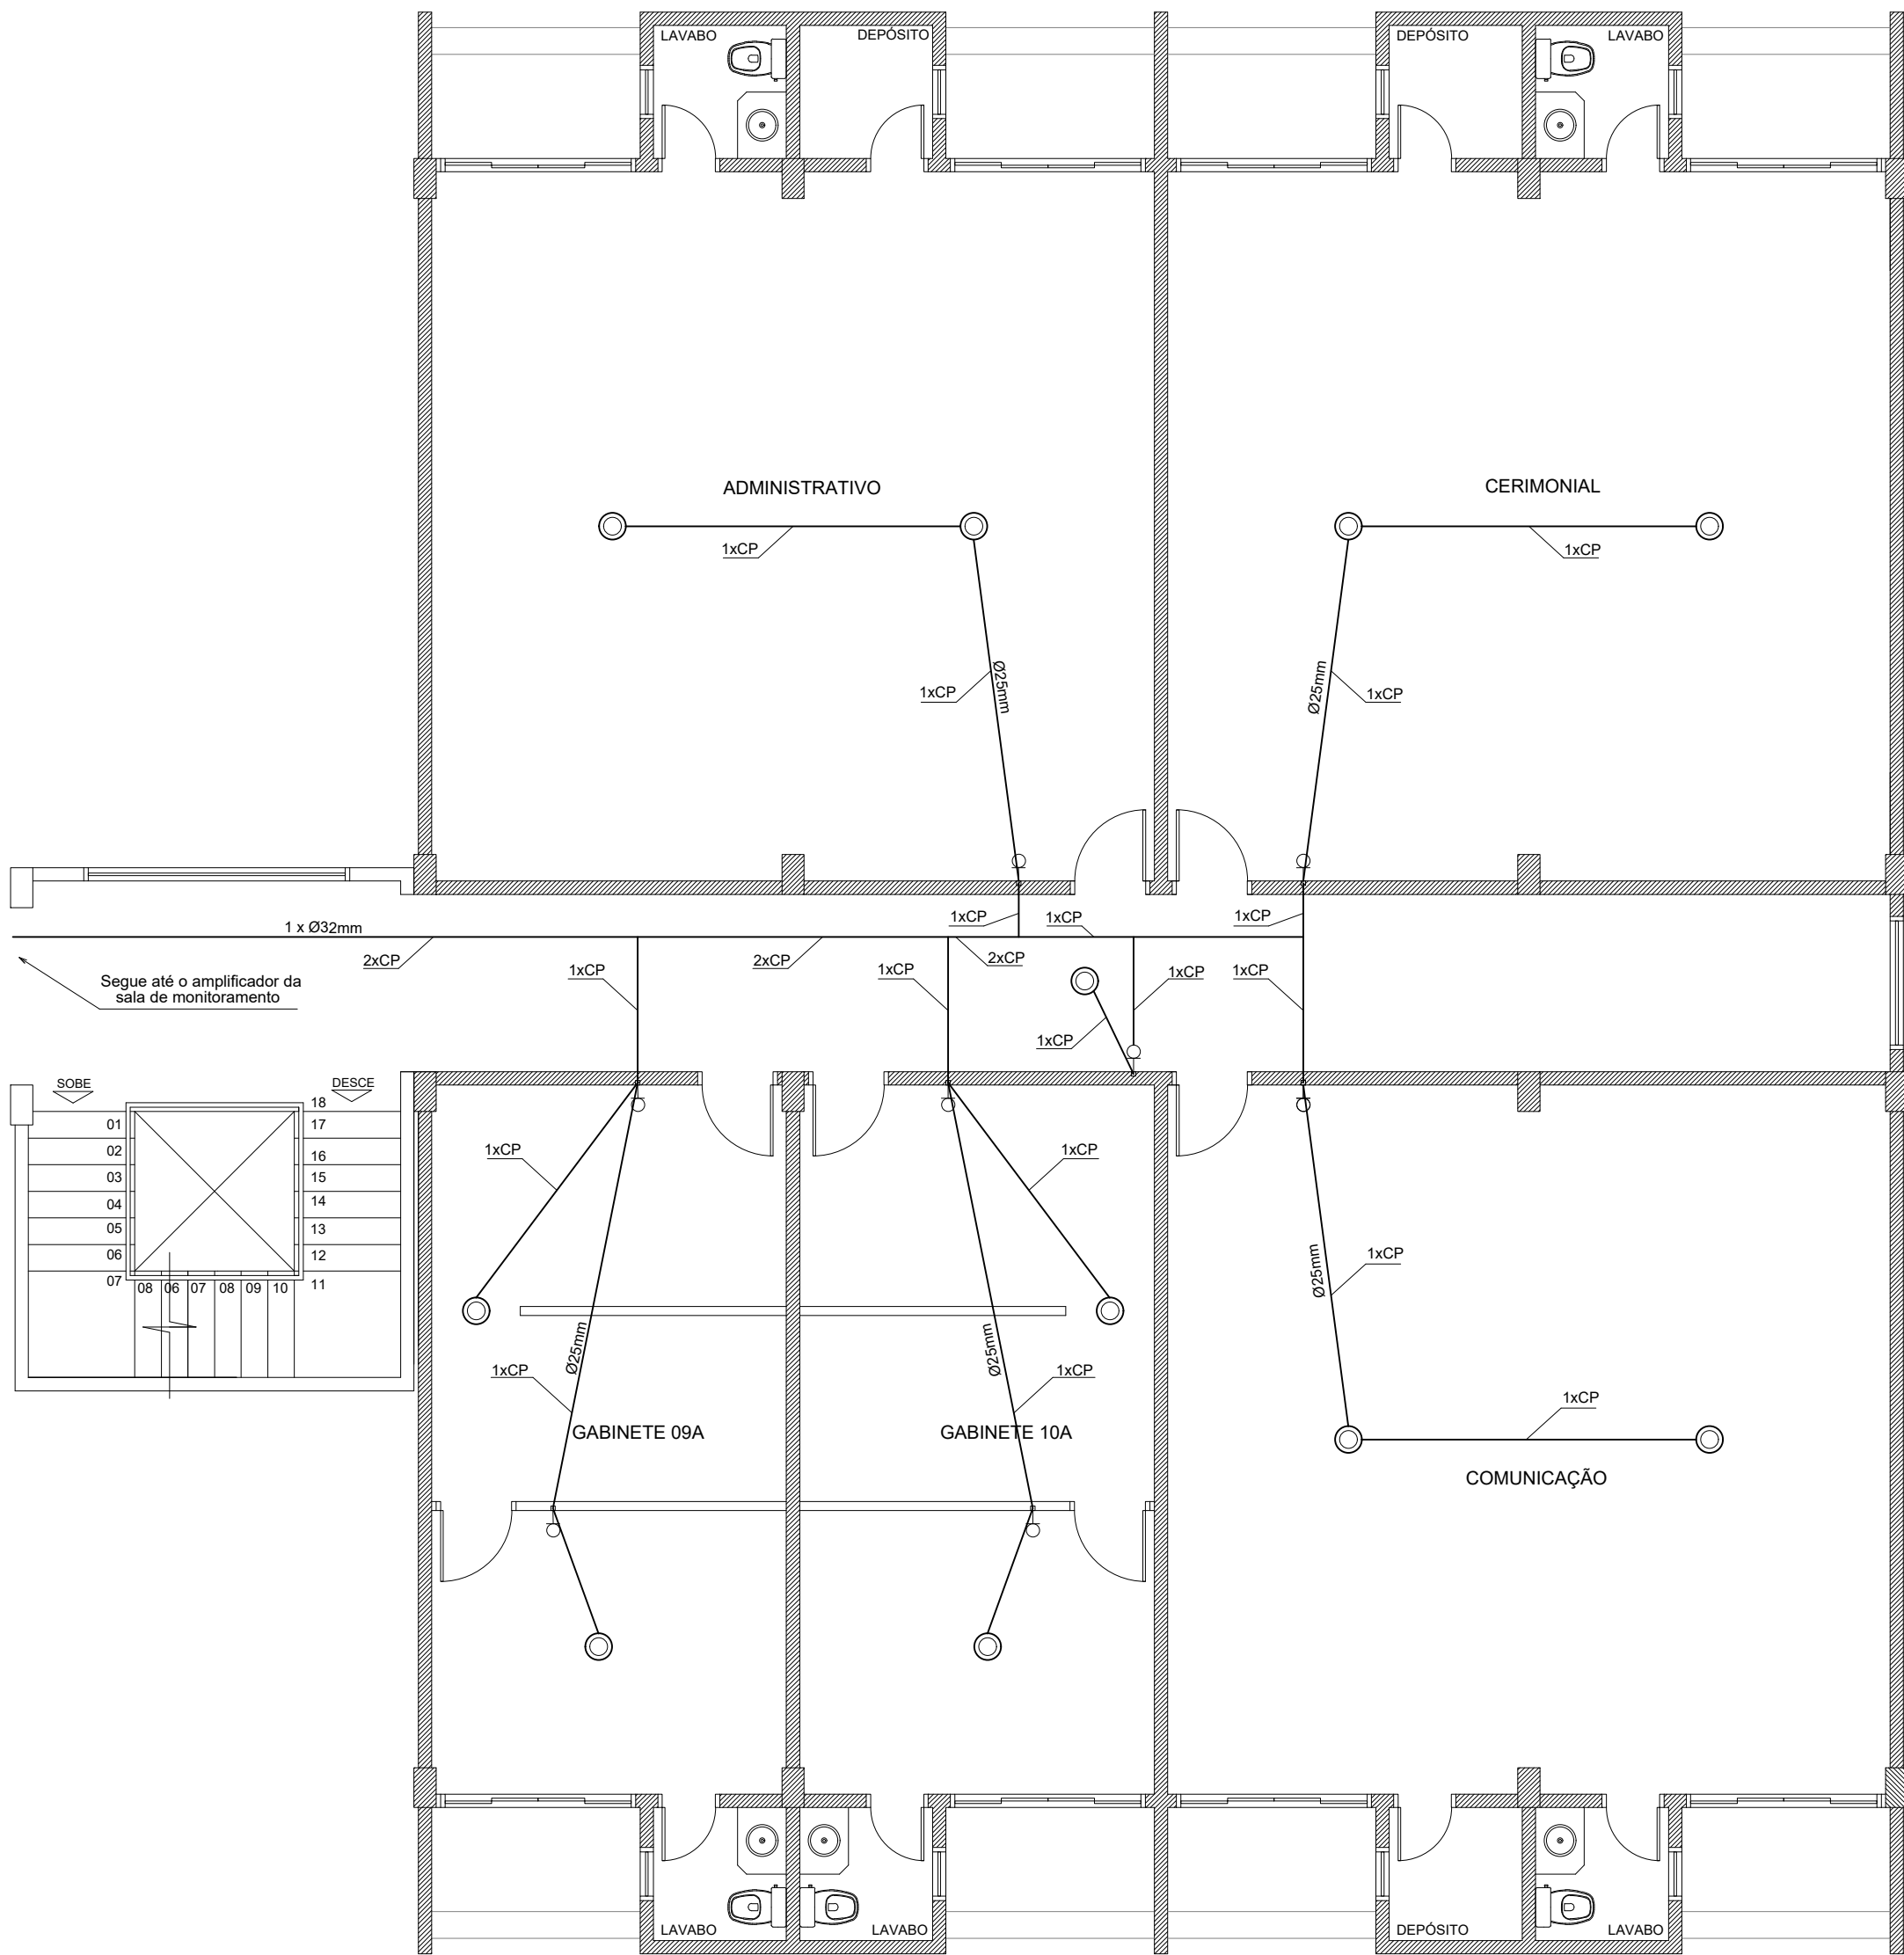 LAVABO
DEPÓSITO
DEPÓSITO
LAVABO
ADMINISTRATIVO
CERIMONIAL
1xCP
1xCP
1xCP
Ø25mm
Ø25mm
1xCP
1 x Ø32mm
1xCP
1xCP
1xCP
2xCP
1xCP
2xCP
1xCP
2xCP
1xCP
1xCP
Segue até o amplificador da
sala de monitoramento
1xCP
SOBE
DESCE
18
01
17
02
16
03
15
04
14
05
13
06
12
07
08
06
07
08
09
10
11
1xCP
1xCP
1xCP
Ø25mm
Ø25mm
Ø25mm
1xCP
1xCP
1xCP
GABINETE 09A
GABINETE 10A
COMUNICAÇÃO
LAVABO
LAVABO
DEPÓSITO
LAVABO